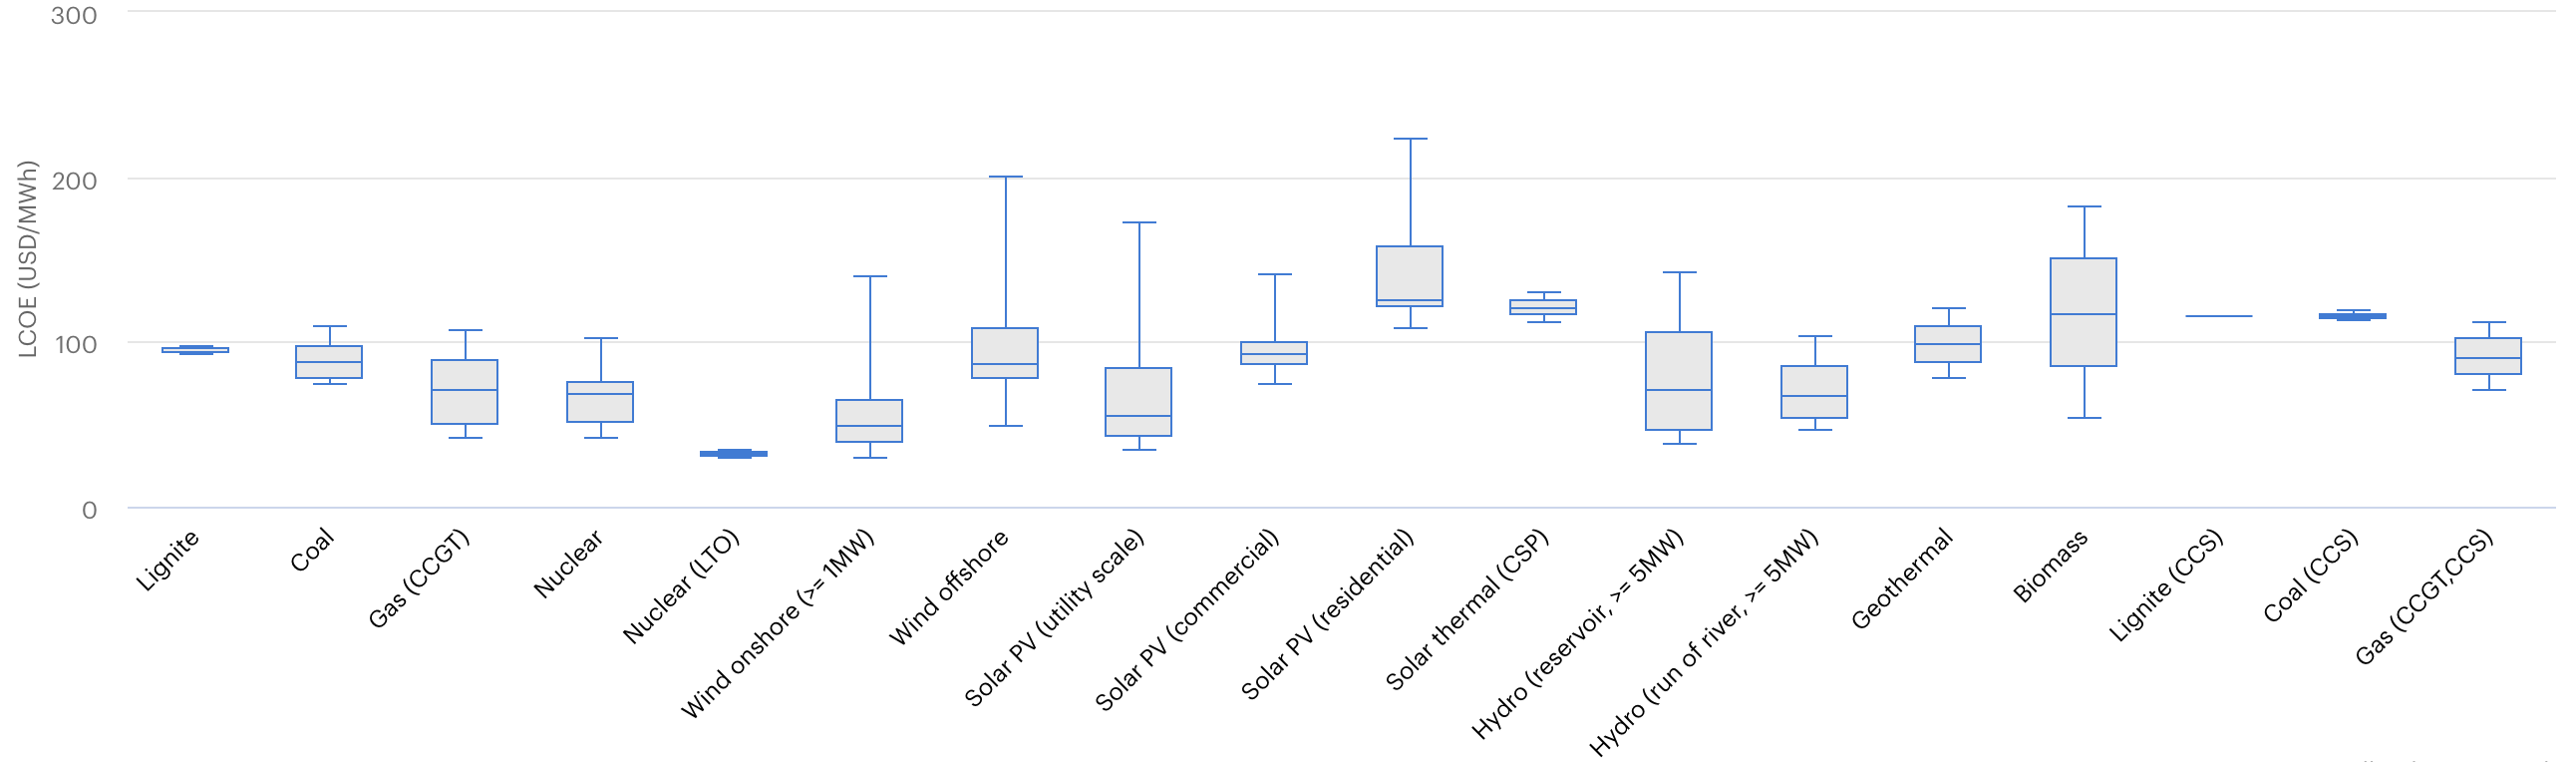 300
200
100
0
LCOE (USD/MWh)
Lignite
Coal
Gas (CCGT)
Nuclear
Nuclear (LTO)
Wind onshore (>= 1MW)
Wind offshore
Solar PV (utility scale)
Solar PV (commercial)
Solar PV (residential)
Solar thermal (CSP)
Hydro (reservoir, >= 5MW)
Hydro (run of river, >= 5MW)
Geothermal
Biomass
Lignite (CCS)
Coal (CCS)
Gas (CCGT,CCS)